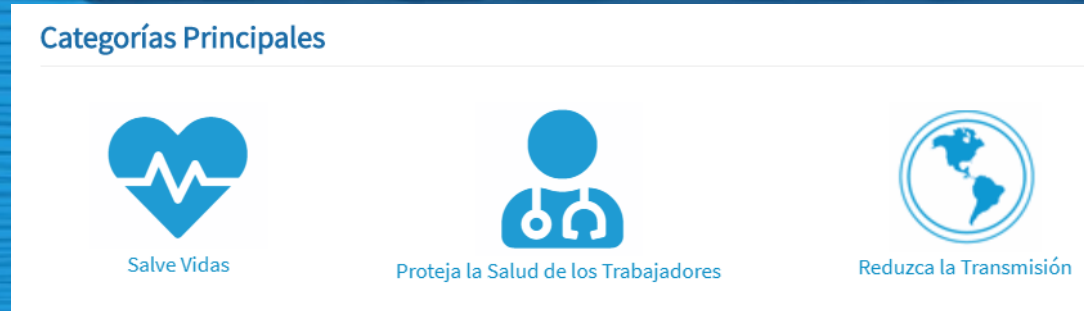 Categorías Principales
Salve Vidas
Proteja la Salud de los Trabajadores
Reduzca la Transmisión